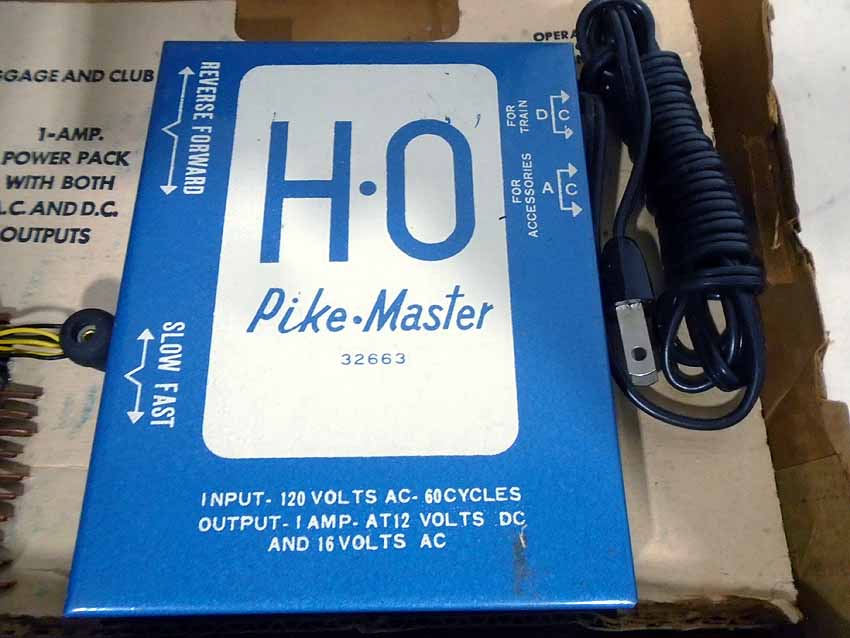 GGAGE AND CLUB
1-AMP.
POWER PACK
WITH BOTH
A.C. AND D.C.
OUTPUTS
OPERA
REVERSE FORWARD
SLOW FAST
H·O
Pike·Master
32663
FOR
TRAIN
D C
FOR
ACCESSORIES
A C
INPUT- 120 VOLTS AC- 60 CYCLES
OUTPUT- 1 AMP- AT 12 VOLTS DC
AND 16 VOLTS AC